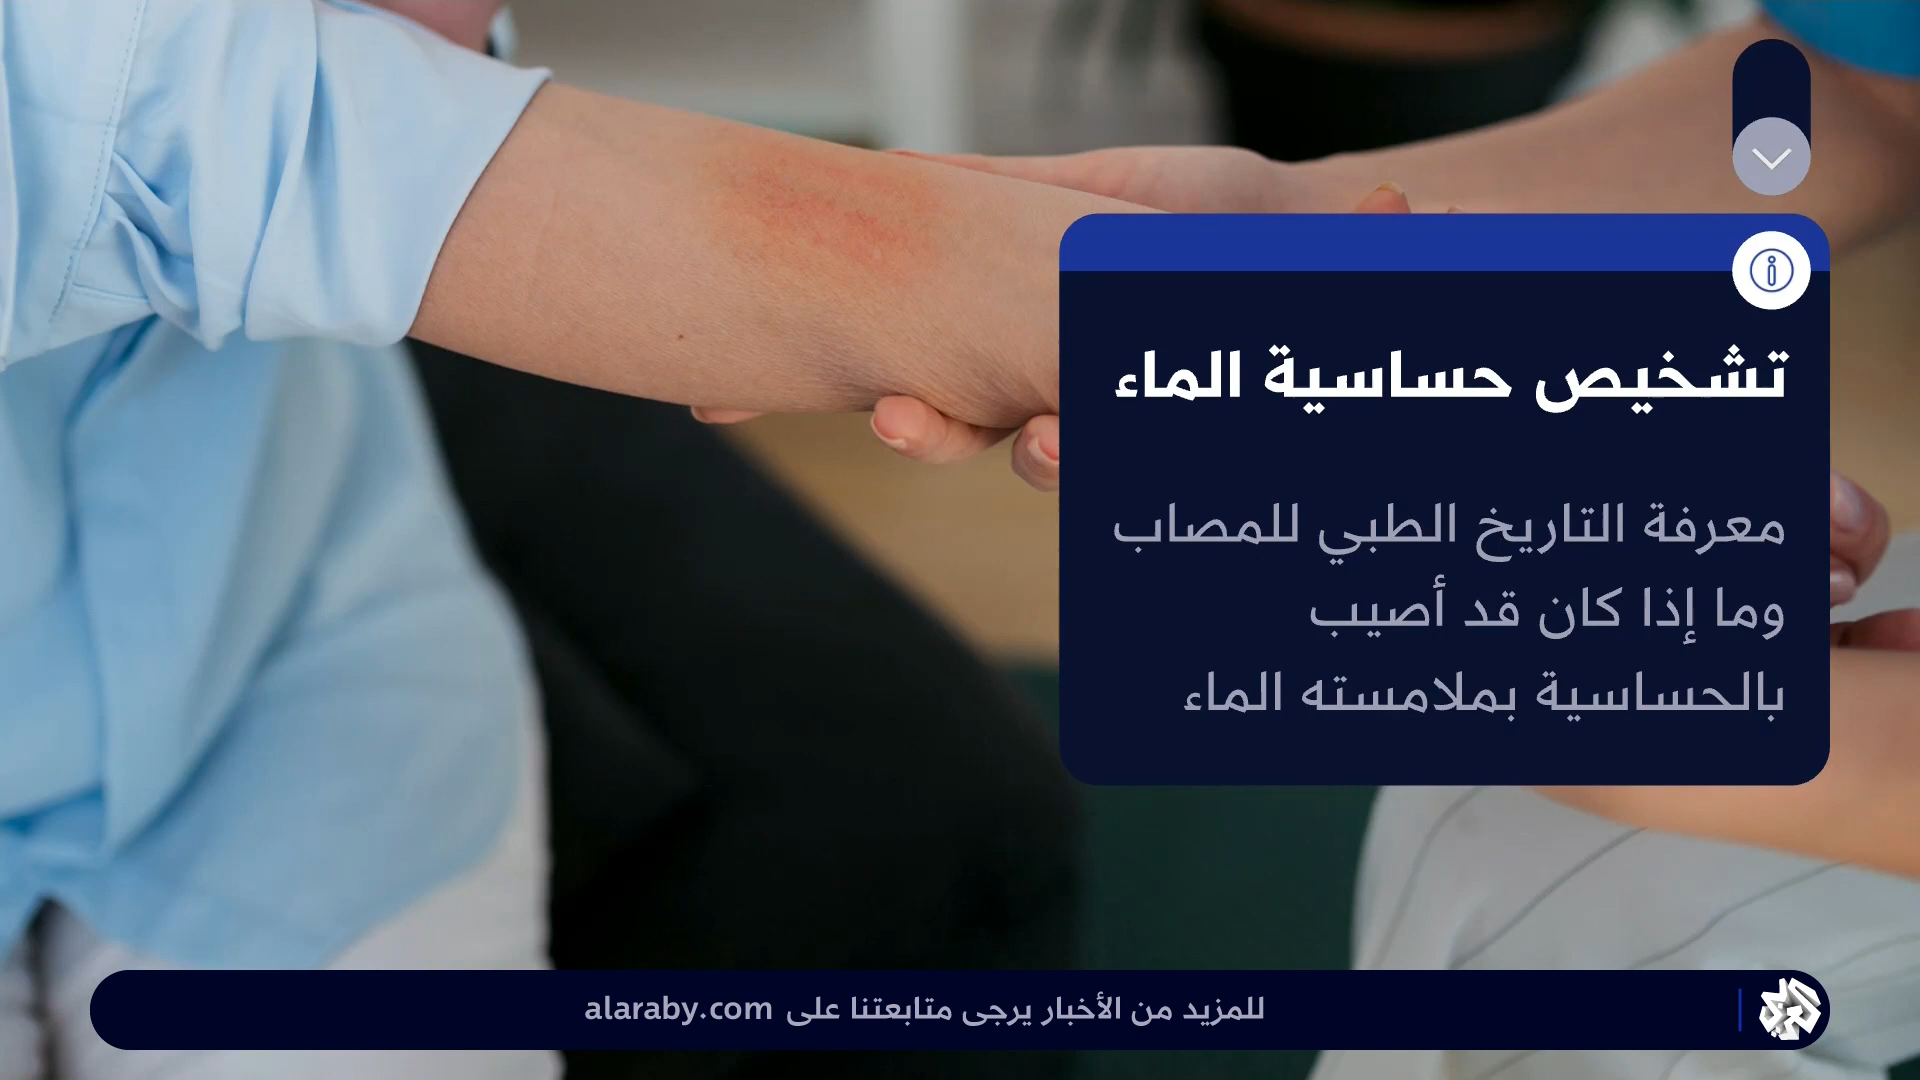 تشخيص حساسية الماء
معرفة التاريخ الطبي للمصاب
وما إذا كان قد أصيب
بالحساسية بملامسته الماء
للمزيد من الأخبار يرجى متابعتنا على alaraby.com